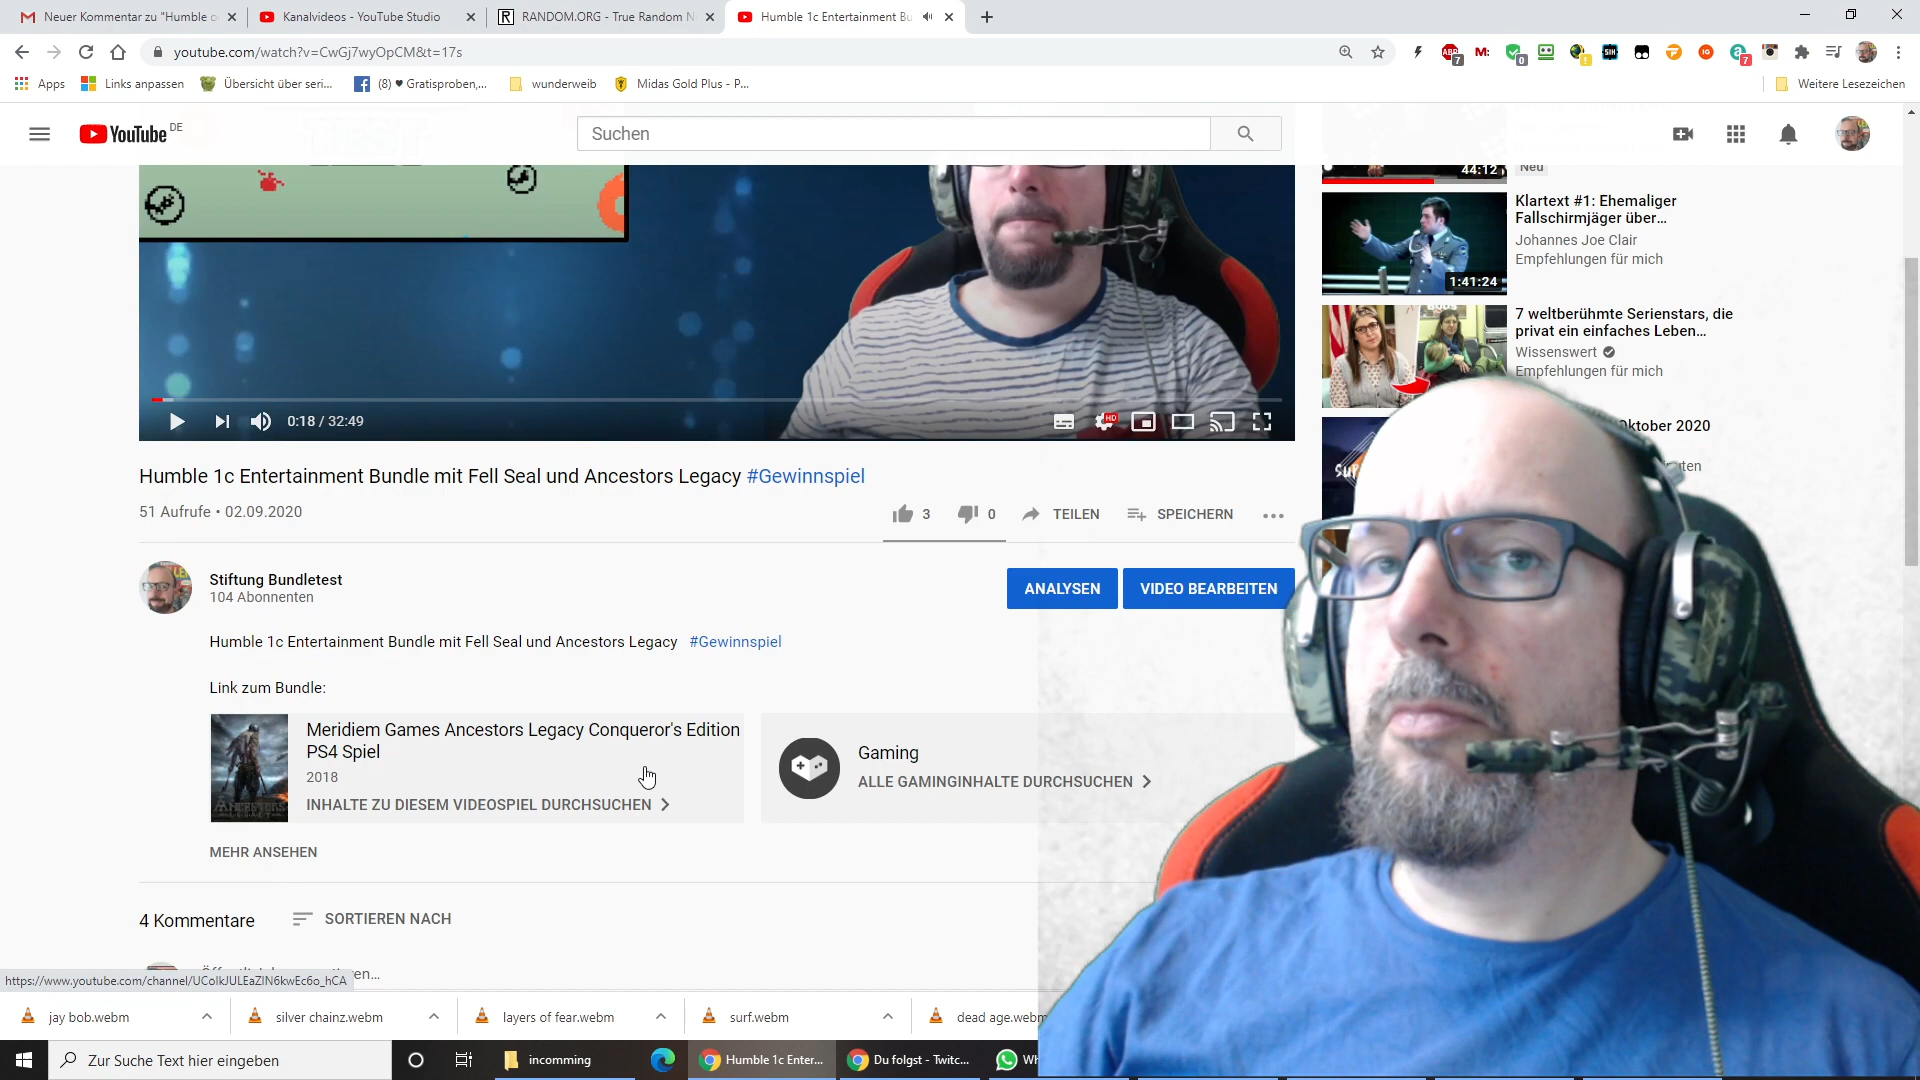 Neuer Kommentar zu "Humble o
Kanalvideos - YouTube Studio
RANDOM.ORG - True Random N
Humble 1c Entertainment Bu
youtube.com/watch?v=CwGj7wyOpCM&t=17s
Apps
Links anpassen
Übersicht über seri...
(8) ♥ Gratisproben,...
wunderweib
Midas Gold Plus - P...
Weitere Lesezeichen
YouTube DE
Suchen
44:12
Neu
Klartext #1: Ehemaliger
Fallschirmjäger über...
Johannes Joe Clair
Empfehlungen für mich
1:41:24
7 weltberühmte Serienstars, die
privat ein einfaches Leben...
Wissenswert
Empfehlungen für mich
Oktober 2020
0:18 / 32:49
HD
Humble 1c Entertainment Bundle mit Fell Seal und Ancestors Legacy #Gewinnspiel
51 Aufrufe • 02.09.2020
3
0
TEILEN
SPEICHERN
Stiftung Bundletest
104 Abonnenten
ANALYSEN
VIDEO BEARBEITEN
Humble 1c Entertainment Bundle mit Fell Seal und Ancestors Legacy #Gewinnspiel
Link zum Bundle:
Meridiem Games Ancestors Legacy Conqueror's Edition
PS4 Spiel
2018
INHALTE ZU DIESEM VIDEOSPIEL DURCHSUCHEN
Gaming
ALLE GAMINGINHALTE DURCHSUCHEN
MEHR ANSEHEN
4 Kommentare
SORTIEREN NACH
https://www.youtube.com/channel/UColkJULEaZIN6kwEc6o_hCA
jay bob.webm
silver chainz.webm
layers of fear.webm
surf.webm
dead age.webm
Zur Suche Text hier eingeben
incomming
Humble 1c Enter...
Du folgst - Twitc...